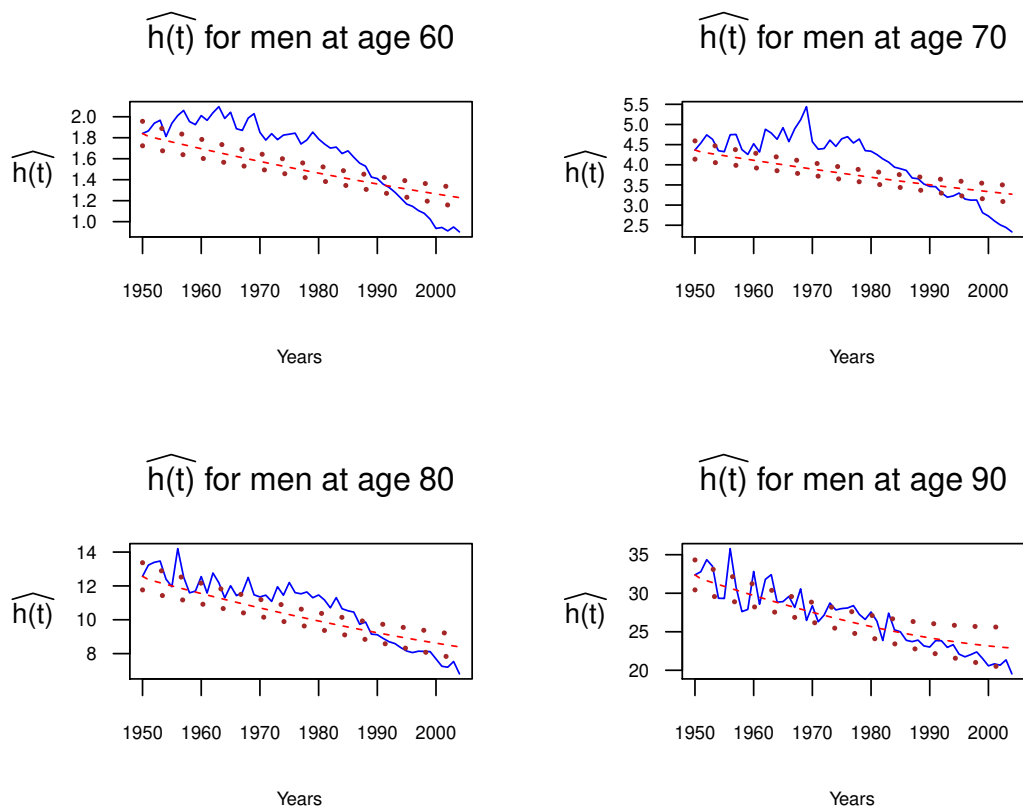 h(t) for men at age 60
h(t)
2.0
1.8
1.6
1.4
1.2
1.0
1950 1960 1970 1980 1990 2000
Years
h(t) for men at age 70
h(t)
5.5
5.0
4.5
4.0
3.5
3.0
2.5
1950 1960 1970 1980 1990 2000
Years
h(t) for men at age 80
h(t)
14
12
10
8
1950 1960 1970 1980 1990 2000
Years
h(t) for men at age 90
h(t)
35
30
25
20
1950 1960 1970 1980 1990 2000
Years